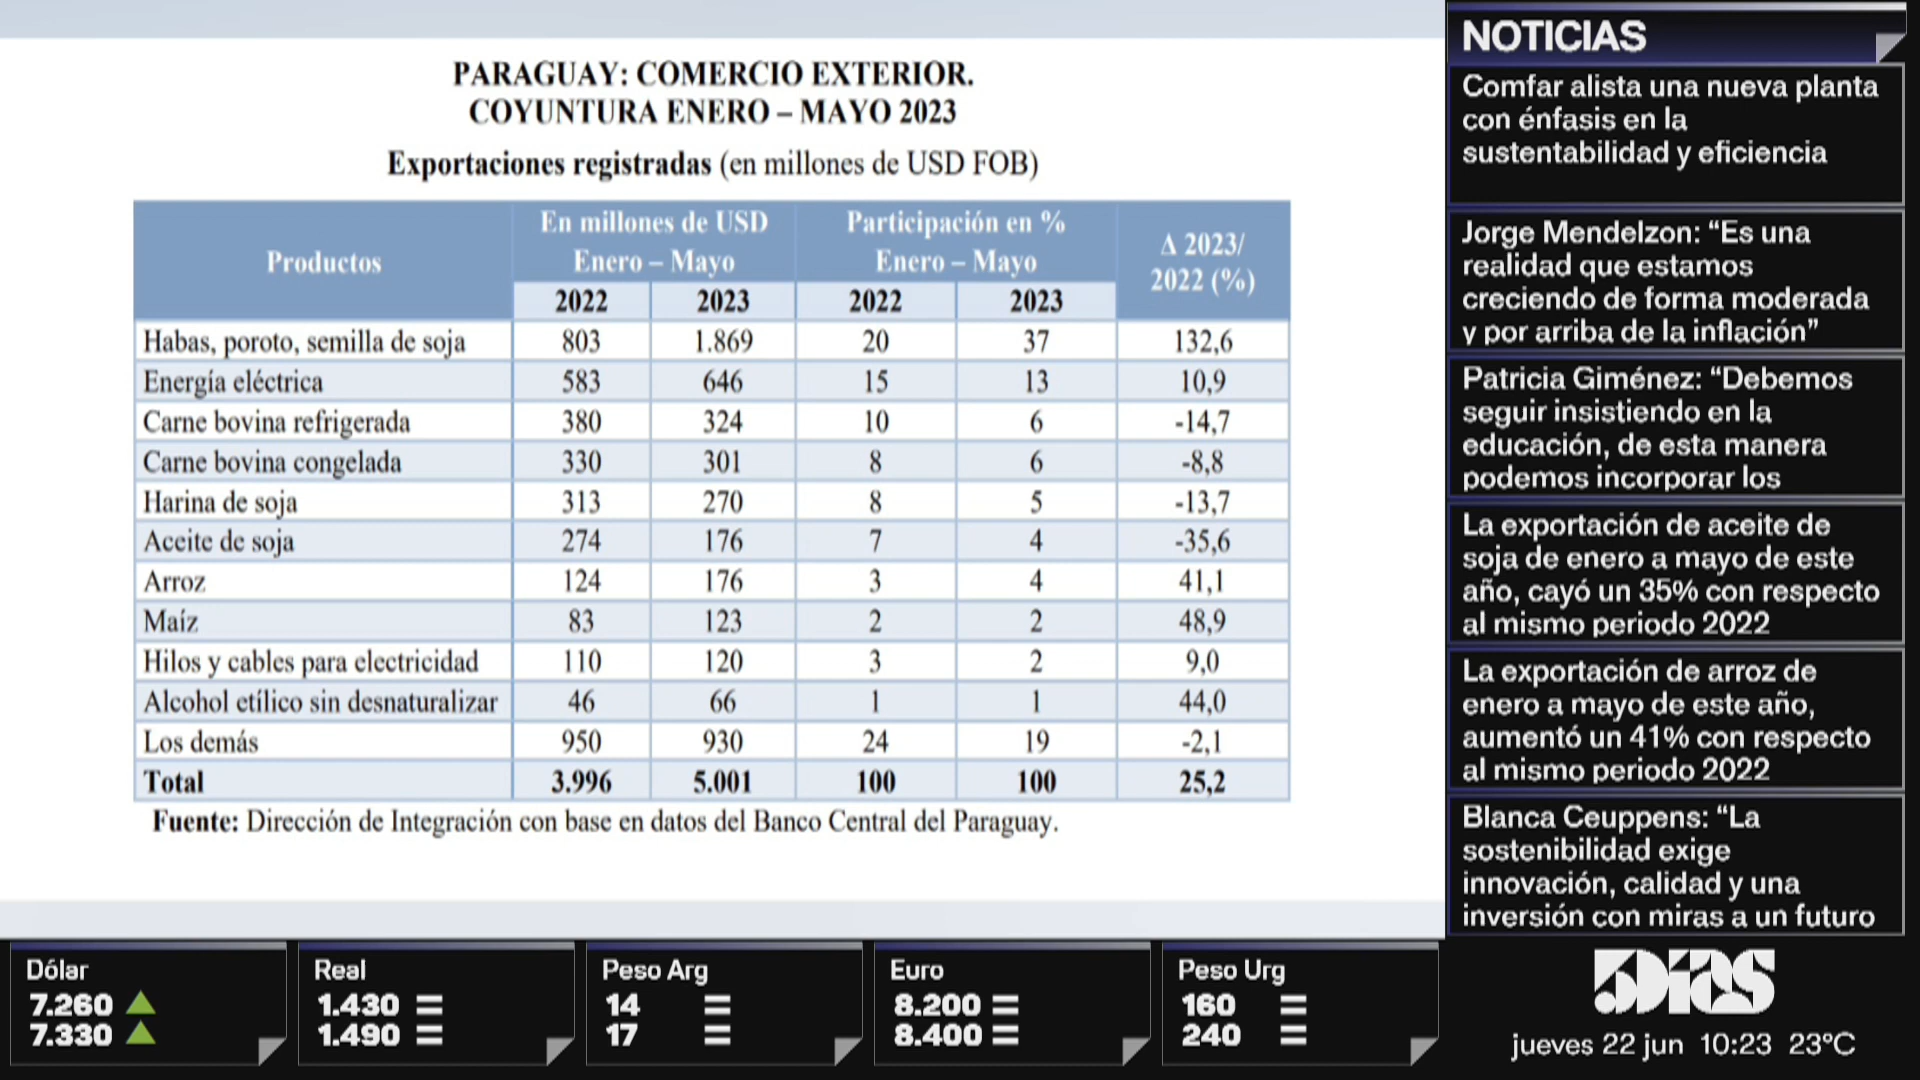 PARAGUAY: COMERCIO EXTERIOR.
COYUNTURA ENERO – MAYO 2023
Exportaciones registradas (en millones de USD FOB)
Productos En millones de USD Enero – Mayo Participación en % Enero – Mayo Δ 2023/ 2022 (%)
2022 2023 2022 2023
Habas, poroto, semilla de soja 803 1.869 20 37 132,6
Energía eléctrica 583 646 15 13 10,9
Carne bovina refrigerada 380 324 10 6 -14,7
Carne bovina congelada 330 301 8 6 -8,8
Harina de soja 313 270 8 5 -13,7
Aceite de soja 274 176 7 4 -35,6
Arroz 124 176 3 4 41,1
Maíz 83 123 2 2 48,9
Hilos y cables para electricidad 110 120 3 2 9,0
Alcohol etílico sin desnaturalizar 46 66 1 1 44,0
Los demás 950 930 24 19 -2,1
Total 3.996 5.001 100 100 25,2
Fuente: Dirección de Integración con base en datos del Banco Central del Paraguay.
NOTICIAS
Comfar alista una nueva planta
con énfasis en la
sustentabilidad y eficiencia
Jorge Mendelzon: “Es una
realidad que estamos
creciendo de forma moderada
y por arriba de la inflación”
Patricia Giménez: “Debemos
seguir insistiendo en la
educación, de esta manera
podemos incorporar los
La exportación de aceite de
soja de enero a mayo de este
año, cayó un 35% con respecto
al mismo periodo 2022
La exportación de arroz de
enero a mayo de este año,
aumentó un 41% con respecto
al mismo periodo 2022
Blanca Ceuppens: “La
sostenibilidad exige
innovación, calidad y una
inversión con miras a un futuro
Dólar
7.260
7.330
Real
1.430
1.490
Peso Arg
14
17
Euro
8.200
8.400
Peso Urg
160
240
5DIAS
jueves 22 jun 10:23 23°C